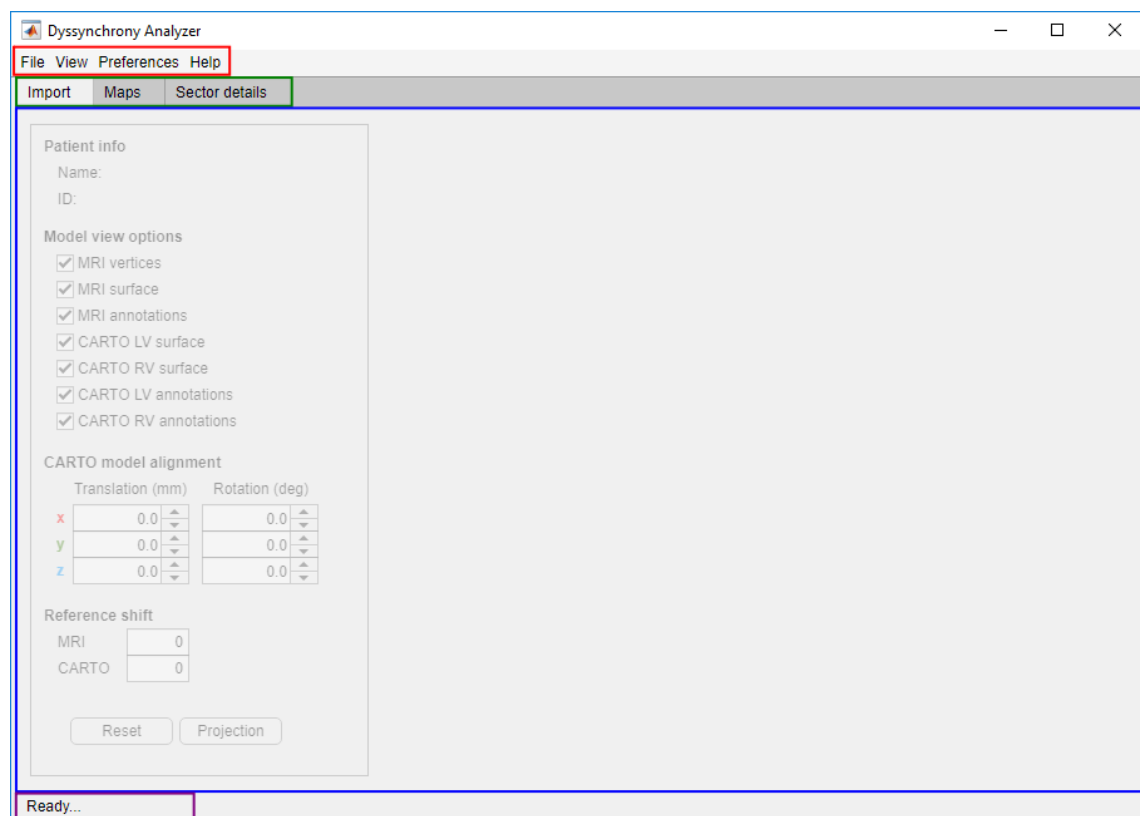 Dyssynchrony Analyzer
File View Preferences Help
Import Maps Sector details
Patient info
Name:
ID:
Model view options
MRI vertices
MRI surface
MRI annotations
CARTO LV surface
CARTO RV surface
CARTO LV annotations
CARTO RV annotations
CARTO model alignment
Translation (mm) Rotation (deg)
x 0.0 0.0
y 0.0 0.0
z 0.0 0.0
Reference shift
MRI 0
CARTO 0
Reset Projection
Ready...